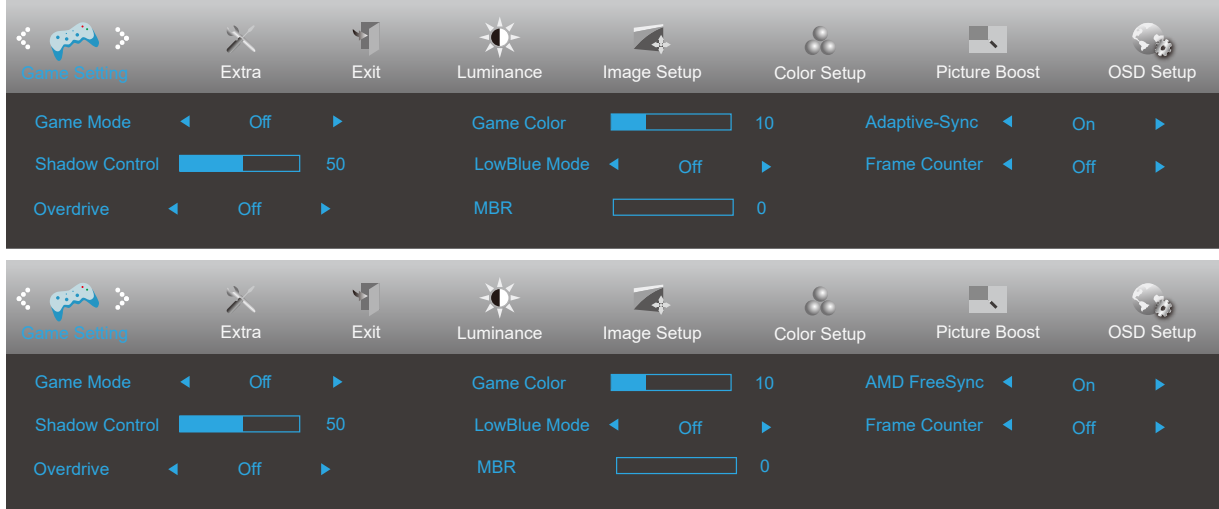 Game Setting Extra Exit Luminance Image Setup Color Setup Picture Boost OSD Setup
Game Mode Off Game Color 10 Adaptive-Sync On
Shadow Control 50 LowBlue Mode Off Frame Counter Off
Overdrive Off MBR 0
Game Setting Extra Exit Luminance Image Setup Color Setup Picture Boost OSD Setup
Game Mode Off Game Color 10 AMD FreeSync On
Shadow Control 50 LowBlue Mode Off Frame Counter Off
Overdrive Off MBR 0